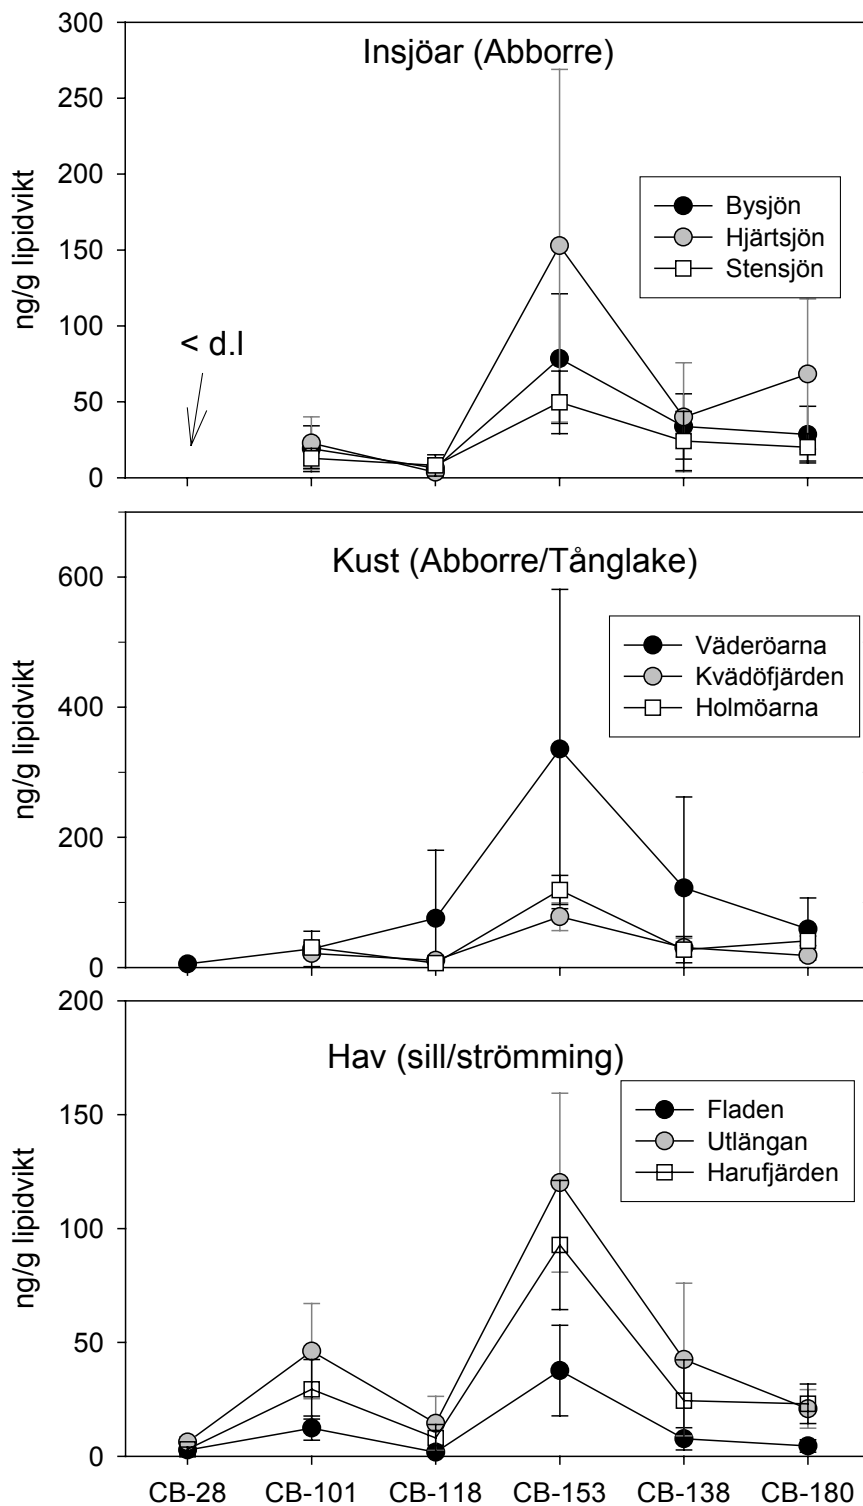 Insjöar (Abborre)
300
250
200
150
100
50
0
ng/g lipidvikt
< d.l
Bysjön
Hjärtsjön
Stensjön
Kust (Abborre/Tånglake)
600
400
200
0
ng/g lipidvikt
Väderöarna
Kvädöfjärden
Holmöarna
Hav (sill/strömming)
200
150
100
50
0
ng/g lipidvikt
Fladen
Utlängan
Harufjärden
CB-28 CB-101 CB-118 CB-153 CB-138 CB-180